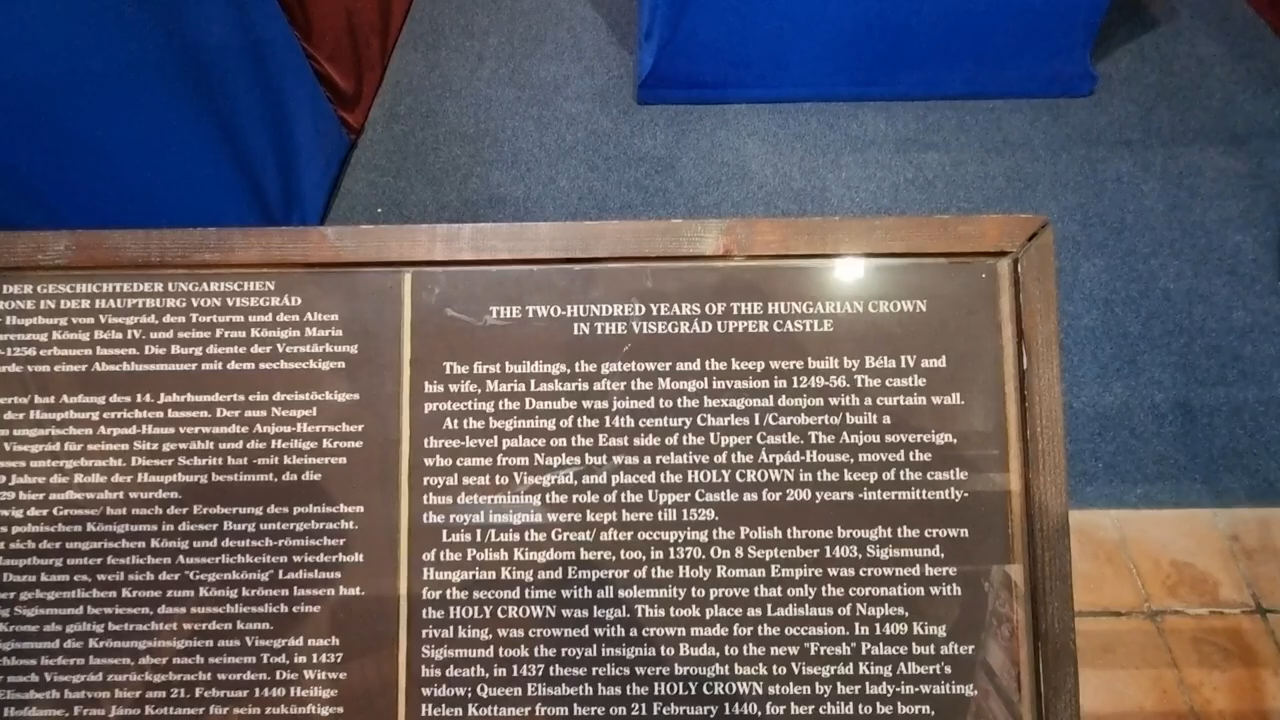 DER GESCHICHTEDER UNGARISCHEN
RONE IN DER HAUPTBURG VON VISEGRÁD
Huptburg von Visegrád, den Torturm und den Alten
arenzug König Béla IV. und seine Frau Königin Maria
-1256 erbauen lassen. Die Burg diente der Verstärkung
rde von einer Abschlussmauer mit dem sechseckigen
erto/ hat Anfang des 14. Jahrhunderts ein dreistöckiges
der Hauptburg errichten lassen. Der aus Neapel
m ungarischen Arpad-Haus verwandte Anjou-Herrscher
Visegrád für seinen Sitz gewählt und die Heilige Krone
sses untergebracht. Dieser Schritt hat -mit kleineren
0 Jahre die Rolle der Hauptburg bestimmt, da die
29 hier aufbewahrt wurden.
wig der Grosse/ hat nach der Eroberung des polnischen
s polnischen Königtums in dieser Burg untergebracht.
t sich der ungarischen König und deutsch-römischer
Hauptburg unter festlichen Ausserlichkeiten wiederholt
Dazu kam es, weil sich der "Gegenkönig" Ladislaus
er gelegentlichen Krone zum König krönen lassen hat.
ig Sigismund bewiesen, dass susschliesslich eine
Krone als gültig betrachtet werden kann.
igismund die Krönungsinsignien aus Visegrád nach
chloss liefern lassen, aber nach seinem Tod, in 1437
r nach Visegrád zurückgebracht worden. Die Witwe
Elisabeth hatvon hier am 21. Februar 1440 Heilige
Hofdame, Frau Jáno Kottaner für sein zukünftiges
THE TWO-HUNDRED YEARS OF THE HUNGARIAN CROWN
IN THE VISEGRÁD UPPER CASTLE
The first buildings, the gatetower and the keep were built by Béla IV and
his wife, Maria Laskaris after the Mongol invasion in 1249-56. The castle
protecting the Danube was joined to the hexagonal donjon with a curtain wall.
At the beginning of the 14th century Charles I /Caroberto/ built a
three-level palace on the East side of the Upper Castle. The Anjou sovereign,
who came from Naples but was a relative of the Árpád-House, moved the
royal seat to Visegrád, and placed the HOLY CROWN in the keep of the castle
thus determining the role of the Upper Castle as for 200 years -intermittently-
the royal insignia were kept here till 1529.
Luis I /Luis the Great/ after occupying the Polish throne brought the crown
of the Polish Kingdom here, too, in 1370. On 8 Septenber 1403, Sigismund,
Hungarian King and Emperor of the Holy Roman Empire was crowned here
for the second time with all solemnity to prove that only the coronation with
the HOLY CROWN was legal. This took place as Ladislaus of Naples,
rival king, was crowned with a crown made for the occasion. In 1409 King
Sigismund took the royal insignia to Buda, to the new "Fresh" Palace but after
his death, in 1437 these relics were brought back to Visegrád King Albert's
widow; Queen Elisabeth has the HOLY CROWN stolen by her lady-in-waiting,
Helen Kottaner from here on 21 February 1440, for her child to be born,